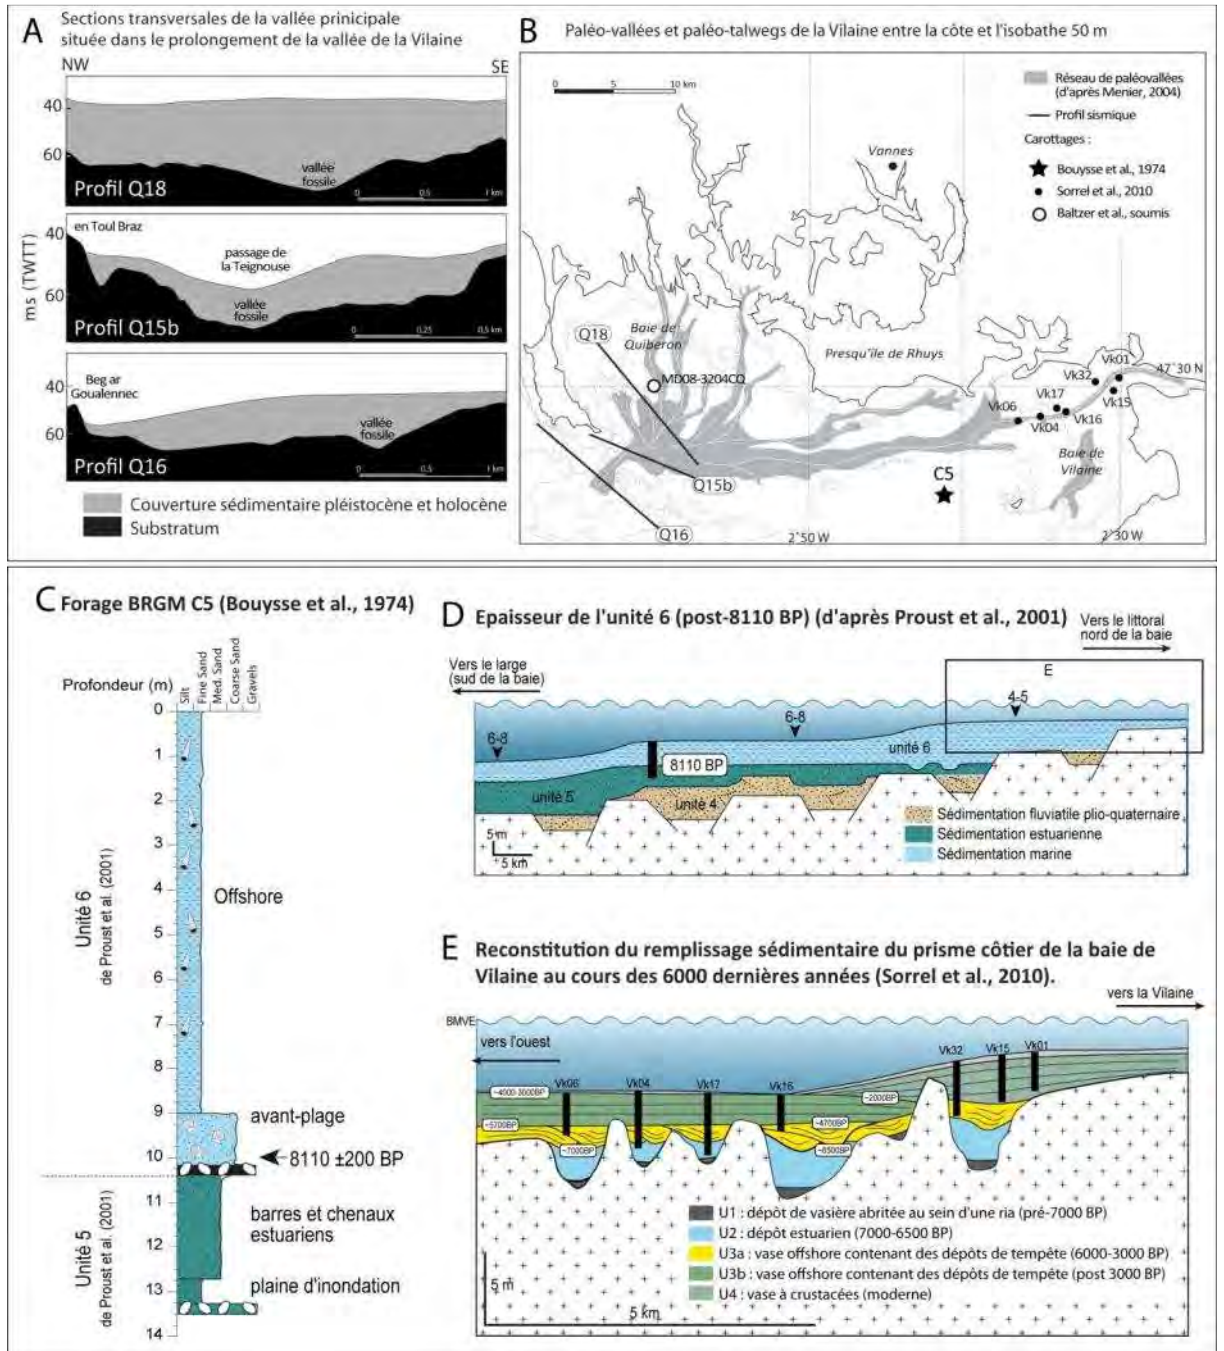 A Sections transversales de la vallée prinicipale
située dans le prolongement de la vallée de la Vilaine
NW
SE
40
60
vallée
fossile
0
0,5
1 km
Profil Q18
en Toul Braz
40
passage de
la Teignouse
60
vallée
fossile
0
0,25
0,5 km
Profil Q15b
Beg ar
Goualennec
40
vallée
fossile
60
0
0,5
1 km
Profil Q16
ms (TWTT)
Couverture sédimentaire pléistocène et holocène
Substratum
B Paléo-vallées et paléo-talwegs de la Vilaine entre la côte et l'isobathe 50 m
0
5
10 km
Réseau de paléovallées
(d'après Menier, 2004)
Profil sismique
Carottages :
Bouysse et al., 1974
Sorrel et al., 2010
Baltzer et al., soumis
Vannes
Q18
Baie de
Quiberon
MD08-3204CQ
Presqu'île de Rhuys
Vk01
Vk32
47°30 N
Vk17
Vk15
Vk06
Vk16
Vk04
Baie de
Vilaine
C5
Q15b
Q16
2°50 W
2°30 W
C Forage BRGM C5 (Bouysse et al., 1974)
Profondeur (m)
Silt
Fine Sand
Med. Sand
Coarse Sand
Gravels
0
1
2
3
4
5
6
7
8
9
10
11
12
13
14
Unité 6
de Proust et al. (2001)
Unité 5
de Proust et al. (2001)
Offshore
avant-plage
8110 ±200 BP
barres et chenaux
estuariens
plaine d'inondation
D Epaisseur de l'unité 6 (post-8110 BP) (d'après Proust et al., 2001)
Vers le large
(sud de la baie)
Vers le littoral
nord de la baie
E
4-5
6-8
6-8
unité 6
8110 BP
unité 5
unité 4
5 m
5 km
Sédimentation fluviatile plio-quaternaire
Sédimentation estuarienne
Sédimentation marine
E Reconstitution du remplissage sédimentaire du prisme côtier de la baie de
Vilaine au cours des 6000 dernières années (Sorrel et al., 2010).
vers la Vilaine
BMVE
vers l'ouest
Vk06
Vk04
Vk17
Vk16
Vk32
Vk15
Vk01
~4000-3000BP
~2000BP
~5700BP
~4700BP
~7000BP
~6500BP
U1 : dépôt de vasière abritée au sein d'une ria (pré-7000 BP)
U2 : dépôt estuarien (7000-6500 BP)
U3a : vase offshore contenant des dépôts de tempête (6000-3000 BP)
U3b : vase offshore contenant des dépôts de tempête (post 3000 BP)
U4 : vase à crustacées (moderne)
5 m
5 km